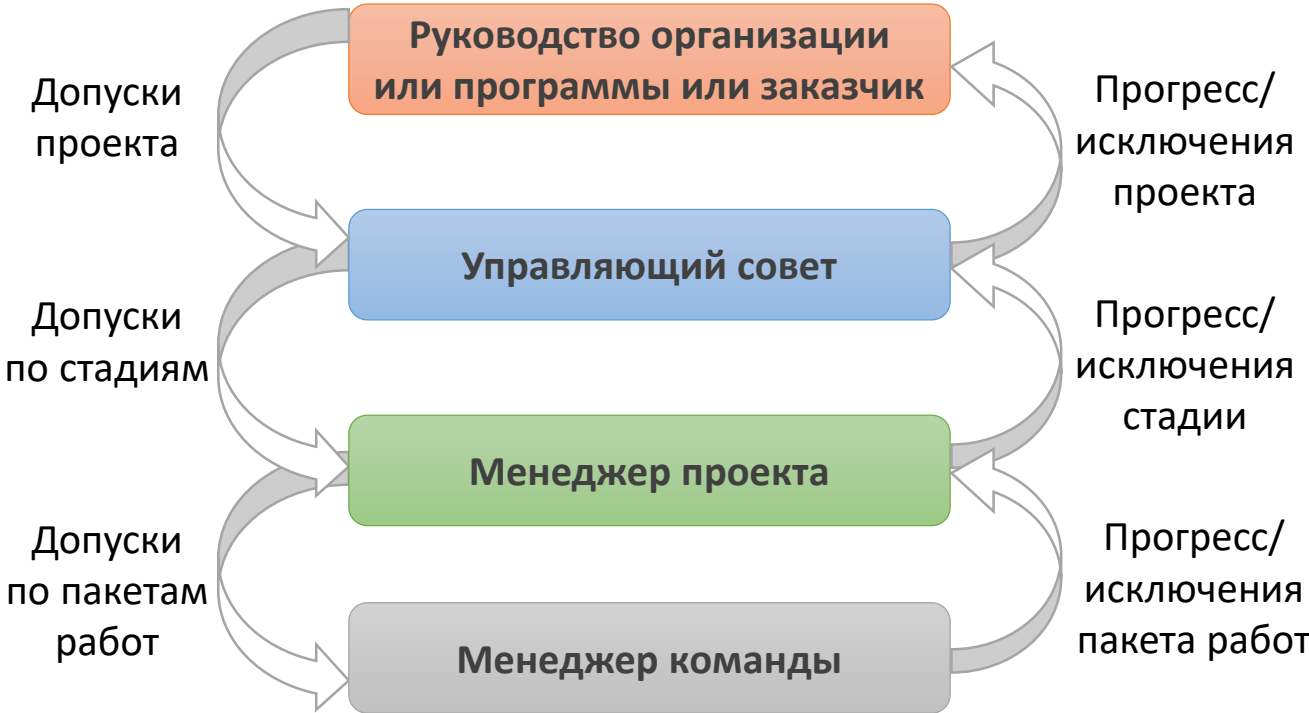 Руководство организации
или программы или заказчик
Допуски
проекта
Прогресс/
исключения
проекта
Управляющий совет
Допуски
по стадиям
Прогресс/
исключения
стадии
Менеджер проекта
Допуски
по пакетам
работ
Прогресс/
исключения
пакета работ
Менеджер команды